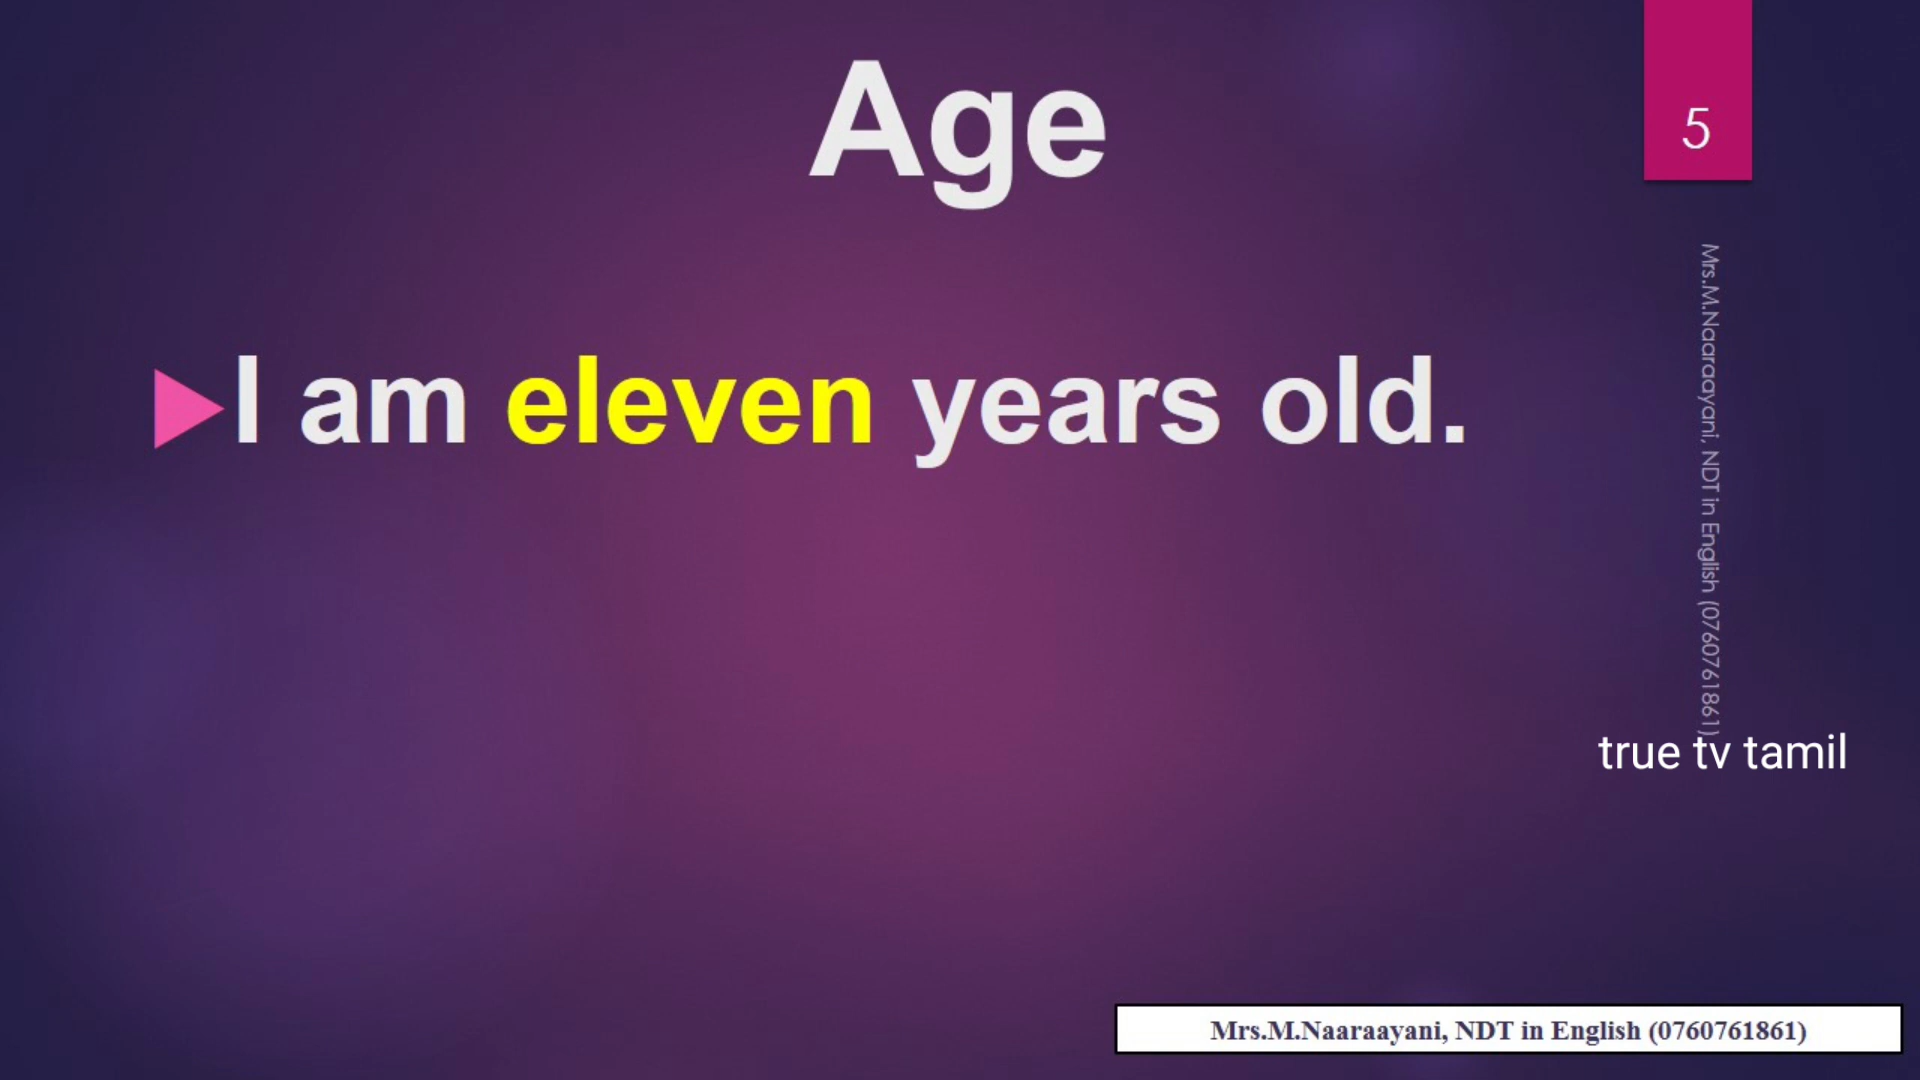 Age
5
I am eleven years old.
Mrs.M.Naaraayani, NDT in English (0760761861)
true tv tamil
Mrs.M.Naaraayani, NDT in English (0760761861)